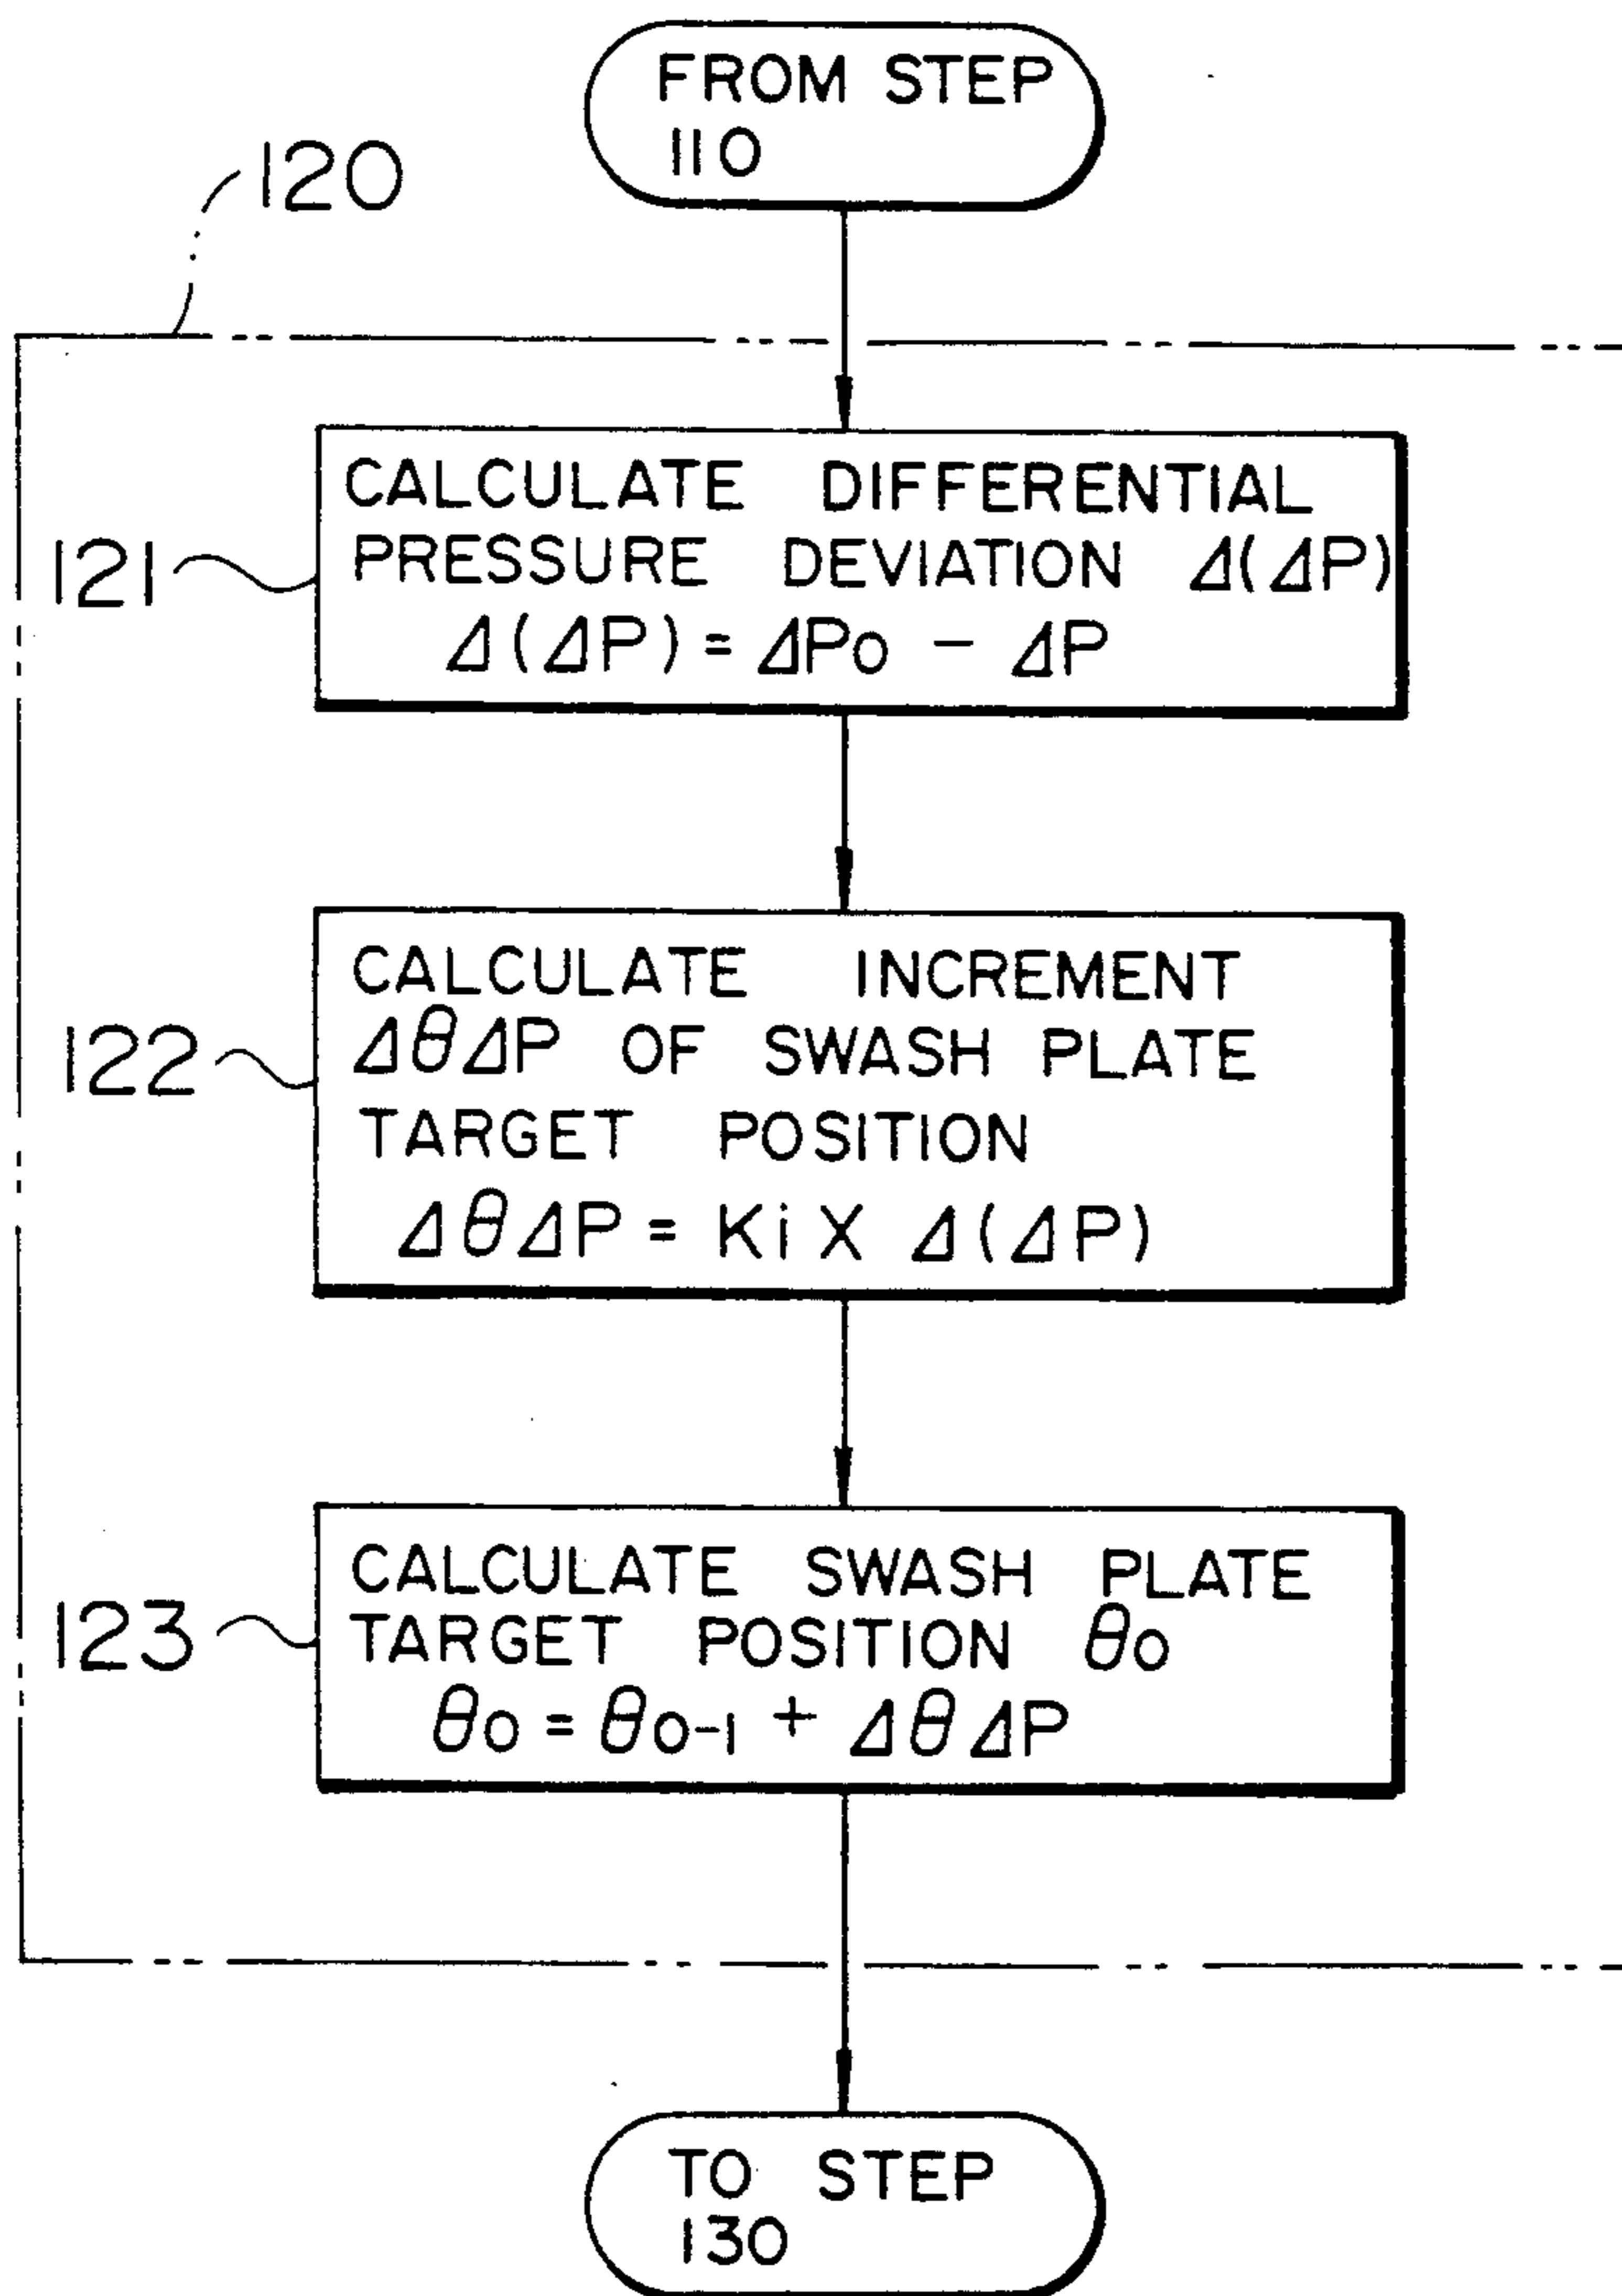 FROM STEP
110
120
CALCULATE DIFFERENTIAL
PRESSURE DEVIATION Δ(ΔP)
Δ(ΔP) = ΔPo − ΔP
121
CALCULATE INCREMENT
ΔθΔP OF SWASH PLATE
TARGET POSITION
ΔθΔP = Ki X Δ(ΔP)
122
CALCULATE SWASH PLATE
TARGET POSITION θo
θo = θo-1 + ΔθΔP
123
TO STEP
130